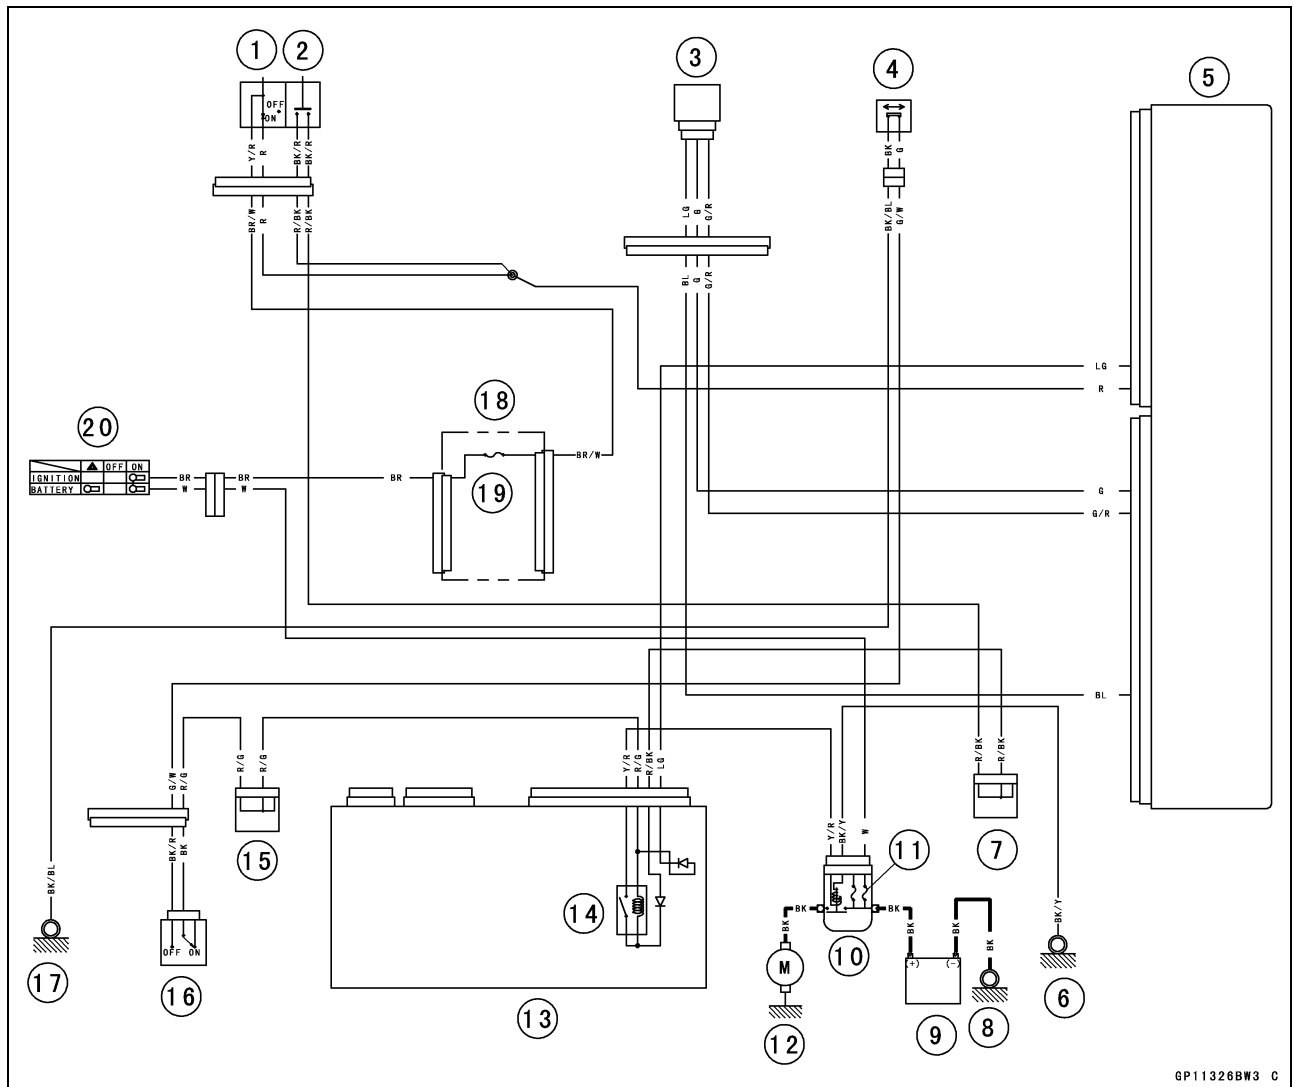 1 2 3 4 5
OFF
ON
Y/R R BK/R BK/R
BR/W R R/BK R/BK
LG G G/R
BL G G/R
BK G
BK/BL G/W
LG
R
18
20
OFF ON
IGNITION
BATTERY
BR BR BR BR/W
W W
19
G
G/R
BL
Y/R R/G R/BK LG
R/BK R/BK
G/W R/G R/G R/G
BK/R BK
15
Y/R BK/Y W
11
7
14
BK/BL
BK BK
BK BK BK BK
BK/Y
OFF ON
M
(+) (-)
10
17 16 13 12 9 8 6
GP11326BW3 C